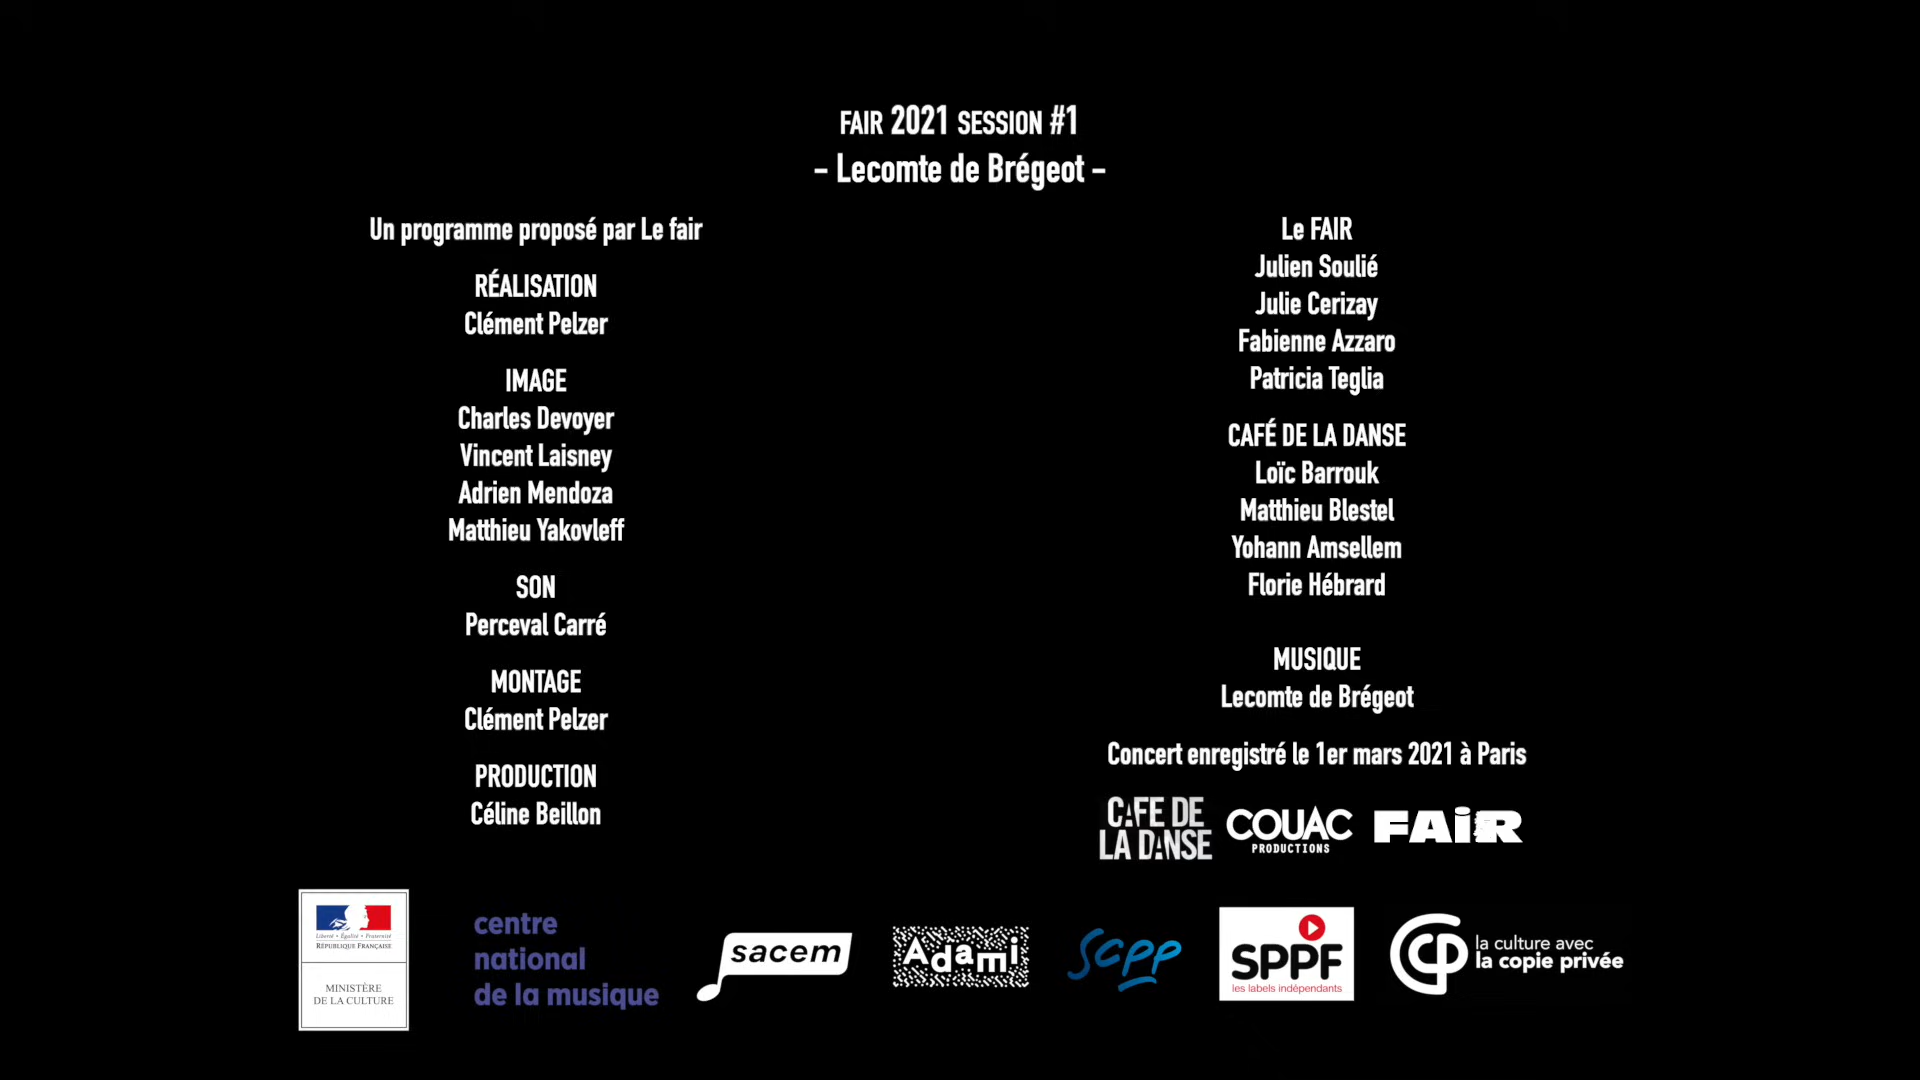 FAIR 2021 SESSION #1
– Lecomte de Brégeot –
Un programme proposé par Le fair
RÉALISATION
Clément Pelzer
IMAGE
Charles Devoyer
Vincent Laisney
Adrien Mendoza
Matthieu Yakovleff
SON
Perceval Carré
MONTAGE
Clément Pelzer
PRODUCTION
Céline Beillon
Le FAIR
Julien Soulié
Julie Cerizay
Fabienne Azzaro
Patricia Teglia
CAFÉ DE LA DANSE
Loïc Barrouk
Matthieu Blestel
Yohann Amsellem
Florie Hébrard
MUSIQUE
Lecomte de Brégeot
Concert enregistré le 1er mars 2021 à Paris
CAFE DE
LA DANSE
COUAC
PRODUCTIONS
FAiR
Liberté • Égalité • Fraternité
RÉPUBLIQUE FRANÇAISE
MINISTÈRE
DE LA CULTURE
centre
national
de la musique
sacem
Adami
scpp
SPPF
les labels indépendants
la culture avec
la copie privée